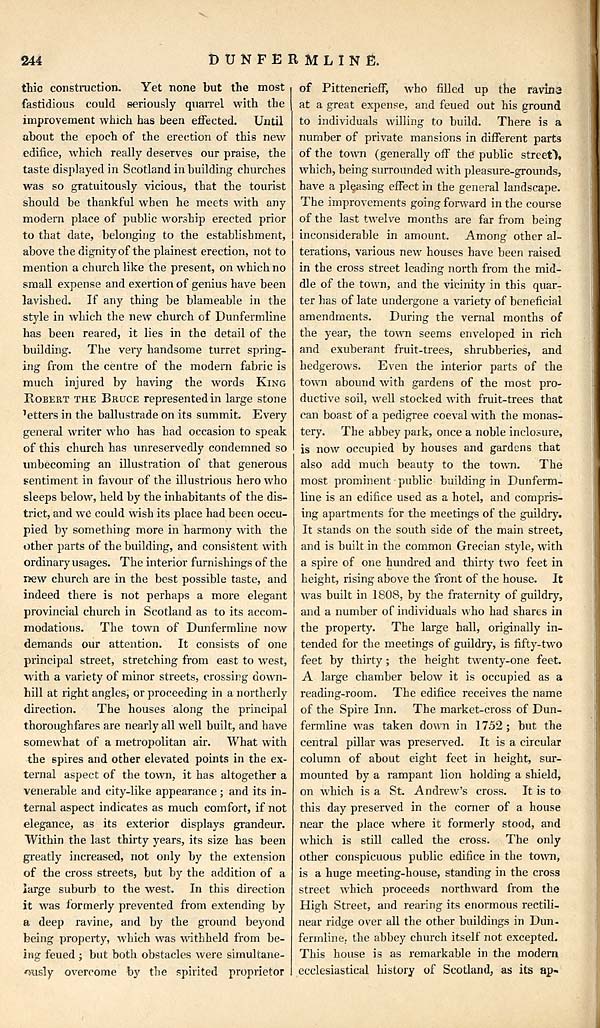 244
DUNFERMLINE.
thic construction. Yet none but the most
fastidious could seriously quarrel with the
improvement which has been effected. Until
about the epoch of the erection of this new
edifice, which really deserves our praise, the
taste displayed in Scotland in building churches
was so gratuitously vicious, that the tourist
should be thankful when he meets with any
modern place of public worship erected prior
to that date, belonging to the establishment,
above the dignity of the plainest erection, not to
mention a church like the present, on which no
small expense and exertion of genius have been
lavished. If any thing be blameable in the
style in which the new church of Dunfermline
has been reared, it lies in the detail of the
building. The very handsome turret spring-
ing from the centre of the modern fabric is
much injured by having the words KING
ROBERT THE BRUCE represented in large stone
letters in the ballustrade on its summit. Every
general writer who has had occasion to speak
of this church has unreservedly condemned so
unbecoming an illustration of that generous
sentiment in favour of the illustrious hero who
sleeps below, held by the inhabitants of the dis-
trict, and we could wish its place had been occu-
pied by something more in harmony with the
other parts of the building, and consistent with
ordinary usages. The interior furnishings of the
new church are in the best possible taste, and
indeed there is not perhaps a more elegant
provincial church in Scotland as to its accom-
modations. The town of Dunfermline now
demands our attention. It consists of one
principal street, stretching from east to west,
with a variety of minor streets, crossing down-
hill at right angles, or proceeding in a northerly
direction. The houses along the principal
thoroughfares are nearly all well built, and have
somewhat of a metropolitan air. What with
the spires and other elevated points in the ex-
ternal aspect of the town, it has altogether a
venerable and city-like appearance; and its in-
ternal aspect indicates as much comfort, if not
elegance, as its exterior displays grandeur.
Within the last thirty years, its size has been
greatly increased, not only by the extension
of the cross streets, but by the addition of a
large suburb to the west. In this direction
it was formerly prevented from extending by
a deep ravine, and by the ground beyond
being property, which was withheld from be-
ing feued; but both obstacles were simultane-
ously overcome by the spirited proprietor
of Pittencrieff, who filled up the ravine
at a great expense, and feued out his ground
to individuals willing to build. There is a
number of private mansions in different parts
of the town (generally off the public street),
which, being surrounded with pleasure-grounds,
have a pleasing effect in the general landscape.
The improvements going forward in the course
of the last twelve months are far from being
inconsiderable in amount. Among other al-
terations, various new houses have been raised
in the cross street leading north from the mid-
dle of the town, and the vicinity in this quar-
ter has of late undergone a variety of beneficial
amendments. During the vernal months of
the year, the town seems enveloped in rich
and exuberant fruit-trees, shrubberies, and
hedgerows. Even the interior parts of the
town abound with gardens of the most pro-
ductive soil, well stocked with fruit-trees that
can boast of a pedigree coeval with the monas-
tery. The abbey park, once a noble inclosure,
is now occupied by houses and gardens that
also add much beauty to the town. The
most prominent public building in Dunferm-
line is an edifice used as a hotel, and compris-
ing apartments for the meetings of the guildry.
It stands on the south side of the main street,
and is built in the common Grecian style, with
a spire of one hundred and thirty two feet in
height, rising above the front of the house. It
was built in 1808, by the fraternity of guildry,
and a number of individuals who had shares in
the property. The large hall, originally in-
tended for the meetings of guildry, is fifty-two
feet by thirty; the height twenty-one feet.
A large chamber below it is occupied as a
reading-room. The edifice receives the name
of the Spire Inn. The market-cross of Dun-
fermline was taken down in 1752; but the
central pillar was preserved. It is a circular
column of about eight feet in height, sur-
mounted by a rampant lion holding a shield,
on which is a St. Andrew's cross. It is to
this day preserved in the corner of a house
near the place where it formerly stood, and
which is still called the cross. The only
other conspicuous public edifice in the town,
is a huge meeting-house, standing in the cross
street which proceeds northward from the
High Street, and rearing its enormous rectili-
near ridge over all the other buildings in Dun-
fermline, the abbey church itself not excepted.
This house is as remarkable in the modern
ecclesiastical history of Scotland, as its ap-